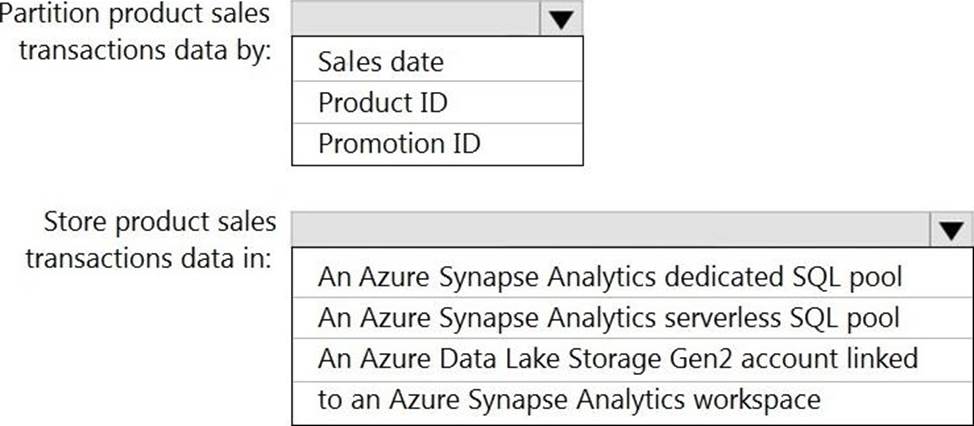 Partition product sales
transactions data by:
Sales date
Product ID
Promotion ID
Store product sales
transactions data in:
An Azure Synapse Analytics dedicated SQL pool
An Azure Synapse Analytics serverless SQL pool
An Azure Data Lake Storage Gen2 account linked
to an Azure Synapse Analytics workspace